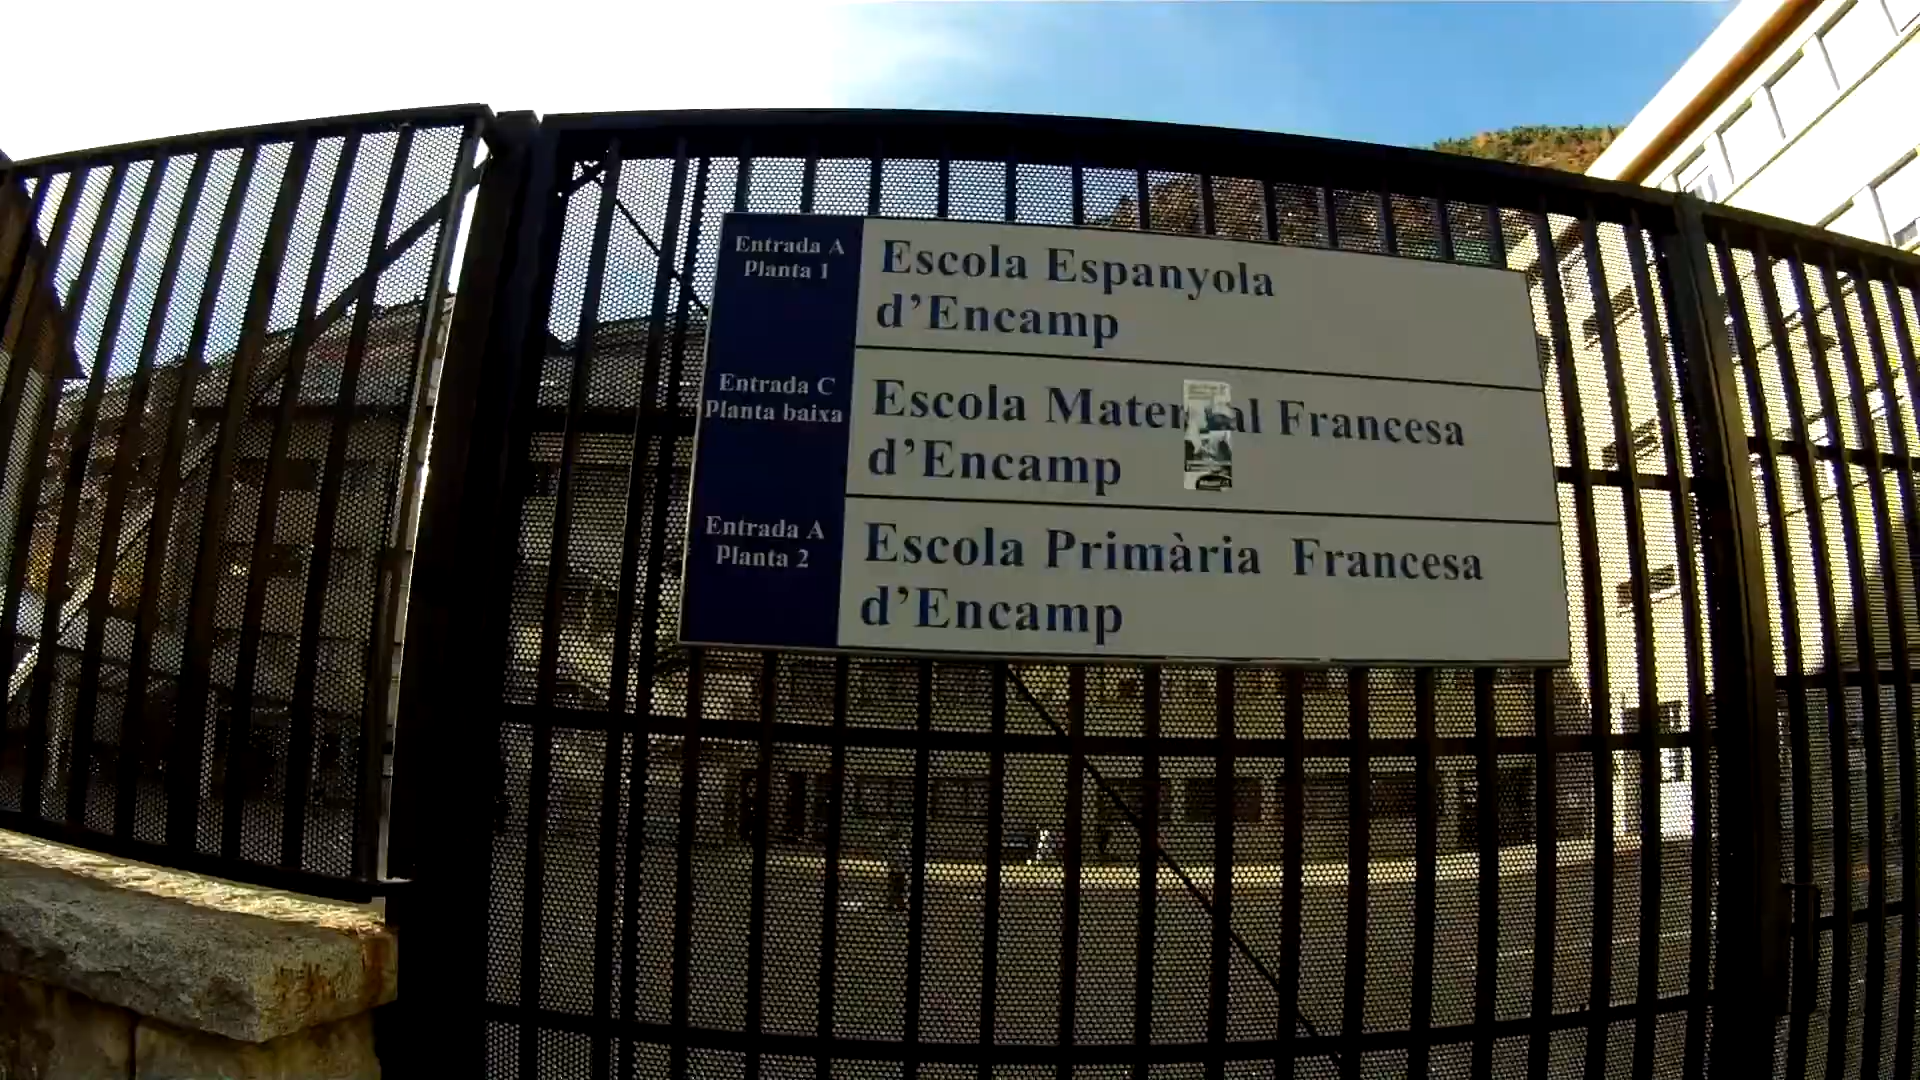 Entrada A
Planta 1
Escola Espanyola
d’Encamp
Entrada C
Planta baixa
Escola Francesa
d’Encamp
Entrada A
Planta 2
Escola Primària Francesa
d’Encamp